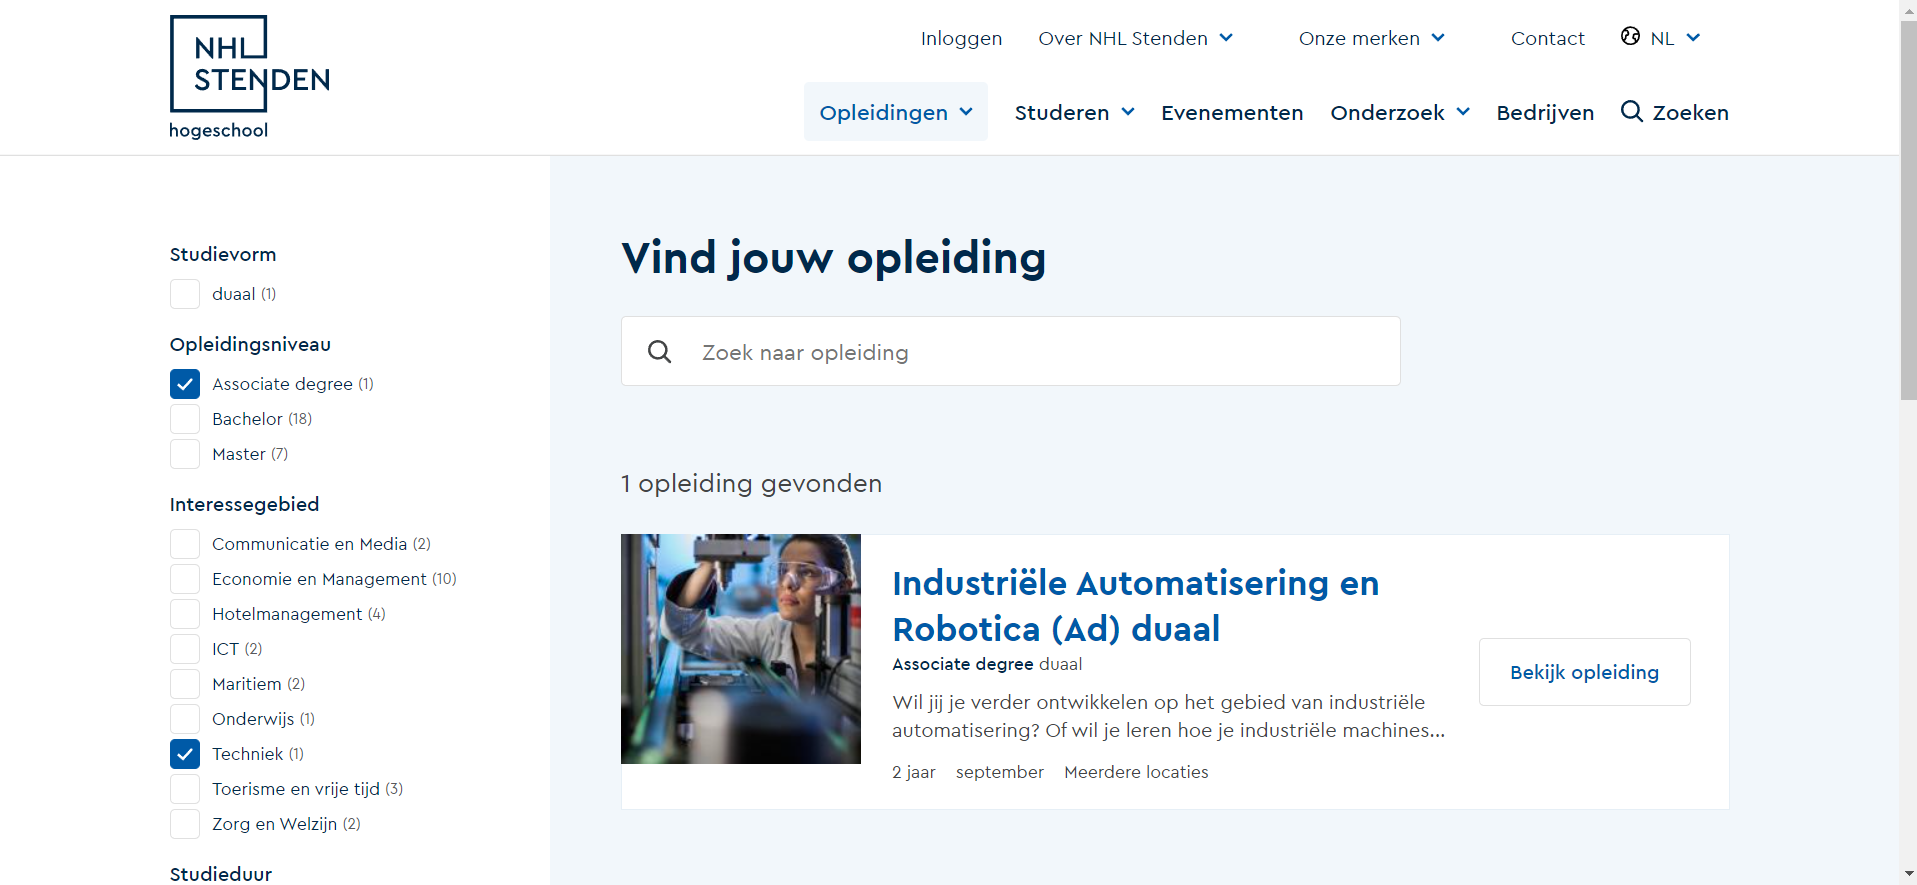 NHL
STENDEN
hogeschool
Inloggen
Over NHL Stenden
Onze merken
Contact
NL
Opleidingen
Studeren
Evenementen
Onderzoek
Bedrijven
Zoeken
Studievorm
duaal (1)
Opleidingsniveau
Associate degree (1)
Bachelor (18)
Master (7)
Interessegebied
Communicatie en Media (2)
Economie en Management (10)
Hotelmanagement (4)
ICT (2)
Maritiem (2)
Onderwijs (1)
Techniek (1)
Toerisme en vrije tijd (3)
Zorg en Welzijn (2)
Studieduur
Vind jouw opleiding
Zoek naar opleiding
1 opleiding gevonden
Industriële Automatisering en
Robotica (Ad) duaal
Associate degree duaal
Wil jij je verder ontwikkelen op het gebied van industriële
automatisering? Of wil je leren hoe je industriële machines...
2 jaar september Meerdere locaties
Bekijk opleiding